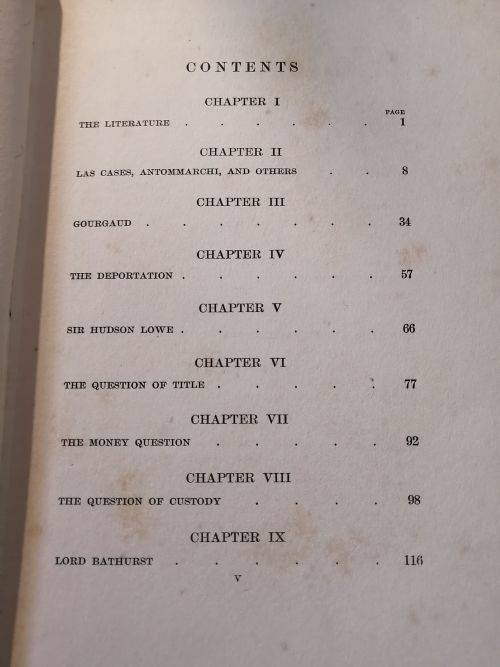 CONTENTS
CHAPTER I
PAGE
THE LITERATURE . . . . . . 1
CHAPTER II
LAS CASES, ANTOMMARCHI, AND OTHERS . . 8
CHAPTER III
GOURGAUD . . . . . . . 34
CHAPTER IV
THE DEPORTATION . . . . . . 57
CHAPTER V
SIR HUDSON LOWE . . . . . . 66
CHAPTER VI
THE QUESTION OF TITLE . . . . . 77
CHAPTER VII
THE MONEY QUESTION . . . . . 92
CHAPTER VIII
THE QUESTION OF CUSTODY . . . . 98
CHAPTER IX
LORD BATHURST . . . . . . 116
V